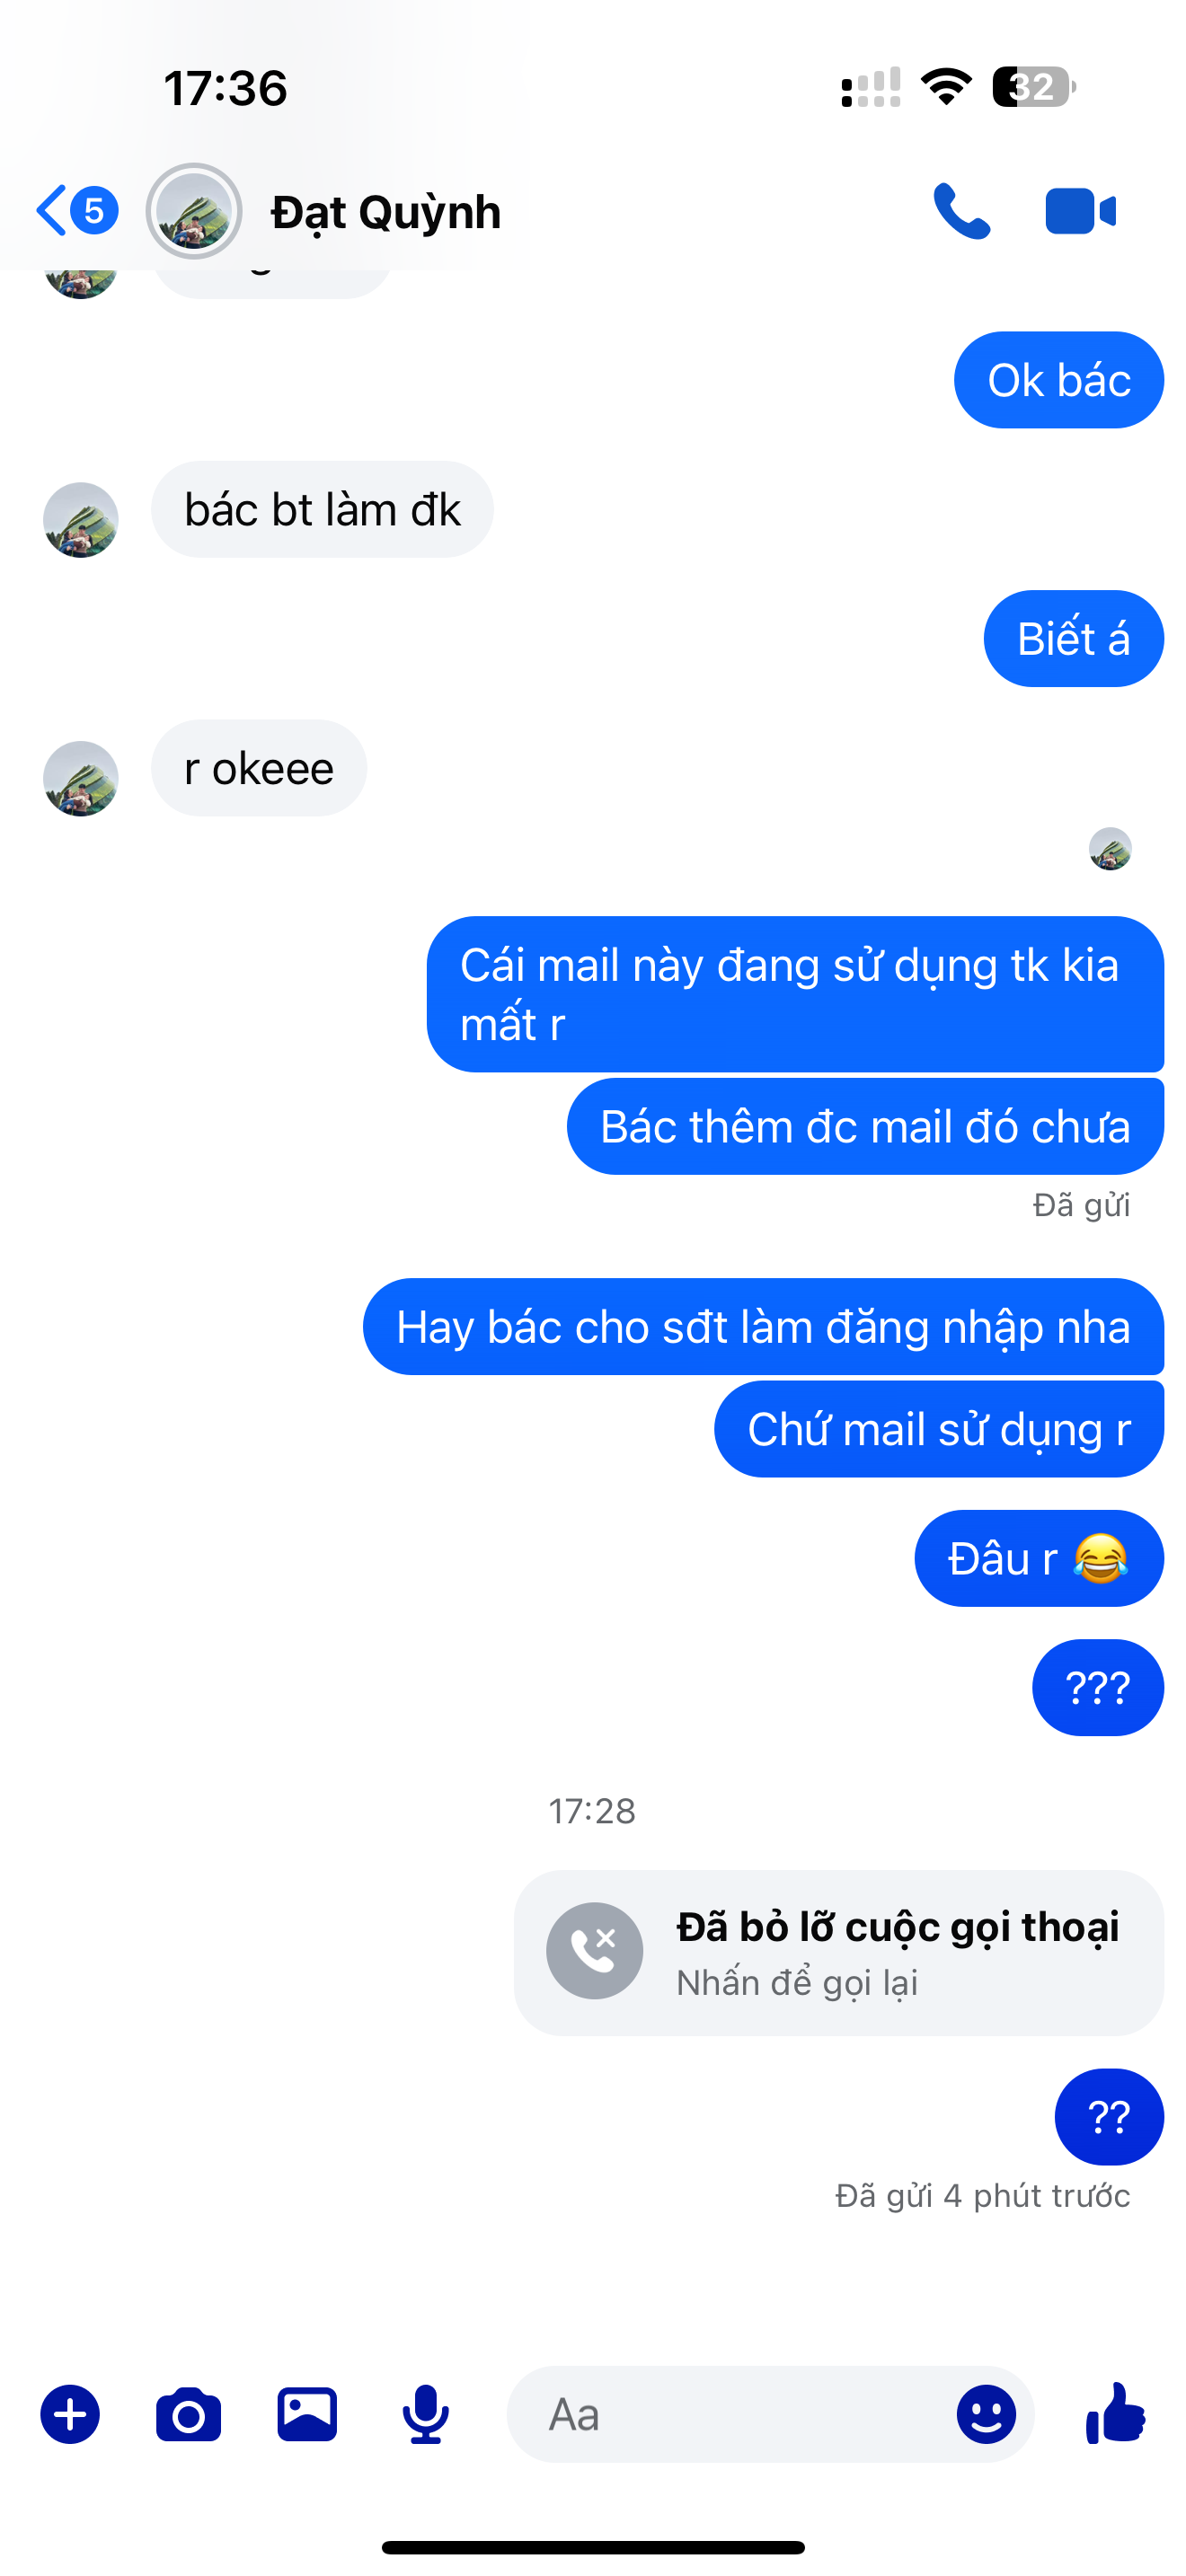 17:36
32
5
Đạt Quỳnh
Ok bác
bác bt làm đk
Biết á
r okeee
Cái mail này đang sử dụng tk kia
mất r
Bác thêm đc mail đó chưa
Đã gửi
Hay bác cho sđt làm đăng nhập nha
Chứ mail sử dụng r
Đâu r 😂
???
17:28
Đã bỏ lỡ cuộc gọi thoại
Nhấn để gọi lại
??
Đã gửi 4 phút trước
Aa